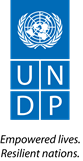 U N
D P
Empowered lives.
Resilient nations.